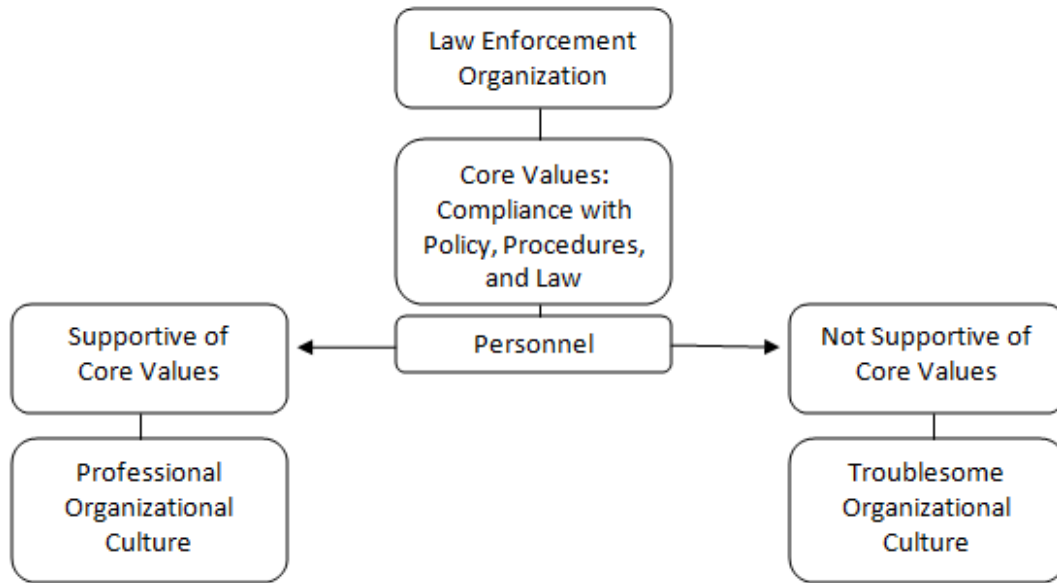 Law Enforcement
Organization
Core Values:
Compliance with
Policy, Procedures,
and Law
Personnel
Supportive of
Core Values
Not Supportive of
Core Values
Professional
Organizational
Culture
Troublesome
Organizational
Culture